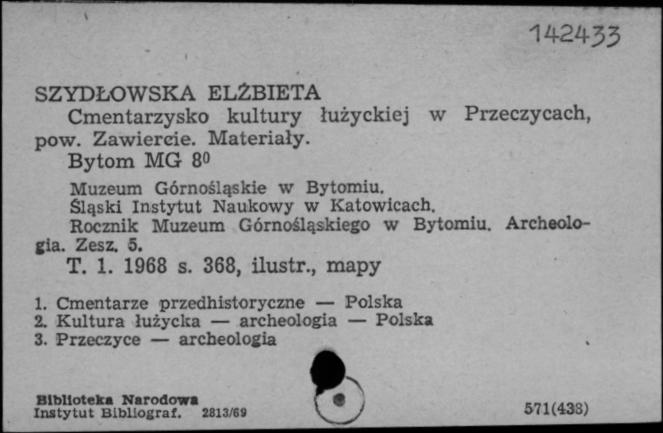 142433
SZYDŁOWSKA ELŻBIETA
Cmentarzysko kultury łużyckiej w Przeczycach,
pow. Zawiercie. Materiały.
Bytom MG 8⁰
Muzeum Górnośląskie w Bytomiu.
Śląski Instytut Naukowy w Katowicach.
Rocznik Muzeum Górnośląskiego w Bytomiu. Archeolo-
gia. Zesz. 5.
T. 1. 1968 s. 368, ilustr., mapy
1. Cmentarze przedhistoryczne — Polska
2. Kultura łużycka — archeologia — Polska
3. Przeczyce — archeologia
Biblioteka Narodowa
Instytut Bibliograf. 2813/69
571(438)